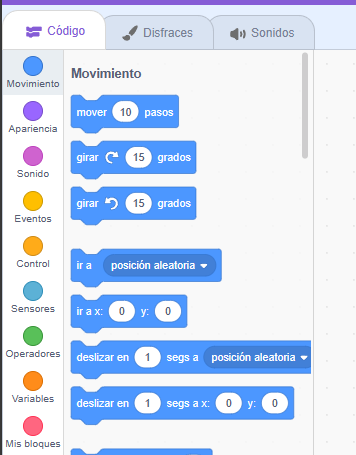 Código
Disfraces
Sonidos
Movimiento
Apariencia
Sonido
Eventos
Control
Sensores
Operadores
Variables
Mis bloques
Movimiento
mover 10 pasos
girar 15 grados
girar 15 grados
ir a posición aleatoria
ir a x: 0 y: 0
deslizar en 1 segs a posición aleatoria
deslizar en 1 segs a x: 0 y: 0